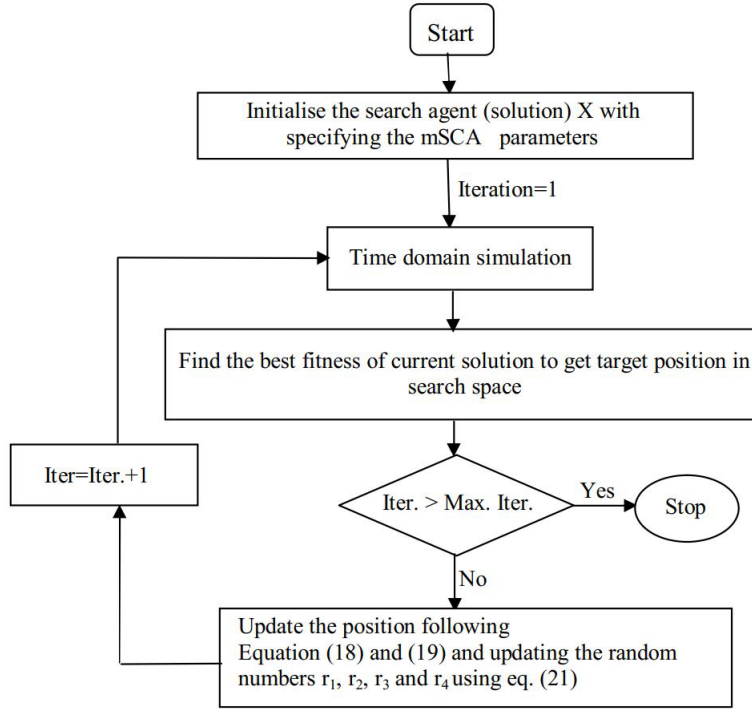 Start
Initialise the search agent (solution) X with
specifying the mSCA parameters
Iteration=1
Time domain simulation
Find the best fitness of current solution to get target position in
search space
Iter=Iter.+1
Iter. > Max. Iter.
Yes
Stop
No
Update the position following
Equation (18) and (19) and updating the random
numbers r₁, r₂, r₃ and r₄ using eq. (21)